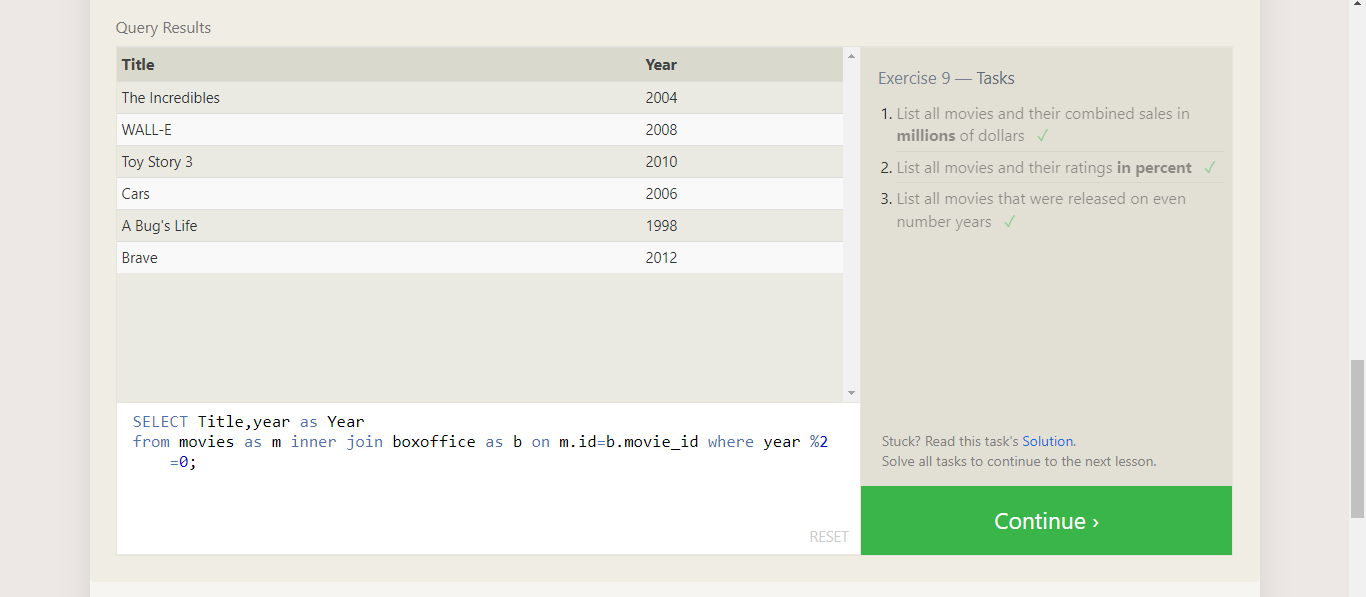 Query Results
Title Year
The Incredibles 2004
WALL-E 2008
Toy Story 3 2010
Cars 2006
A Bug's Life 1998
Brave 2012
SELECT Title,year as Year
from movies as m inner join boxoffice as b on m.id=b.movie_id where year %2
=0;
RESET
Exercise 9 — Tasks
1. List all movies and their combined sales in
millions of dollars ✓
2. List all movies and their ratings in percent ✓
3. List all movies that were released on even
number years ✓
Stuck? Read this task's Solution.
Solve all tasks to continue to the next lesson.
Continue ›